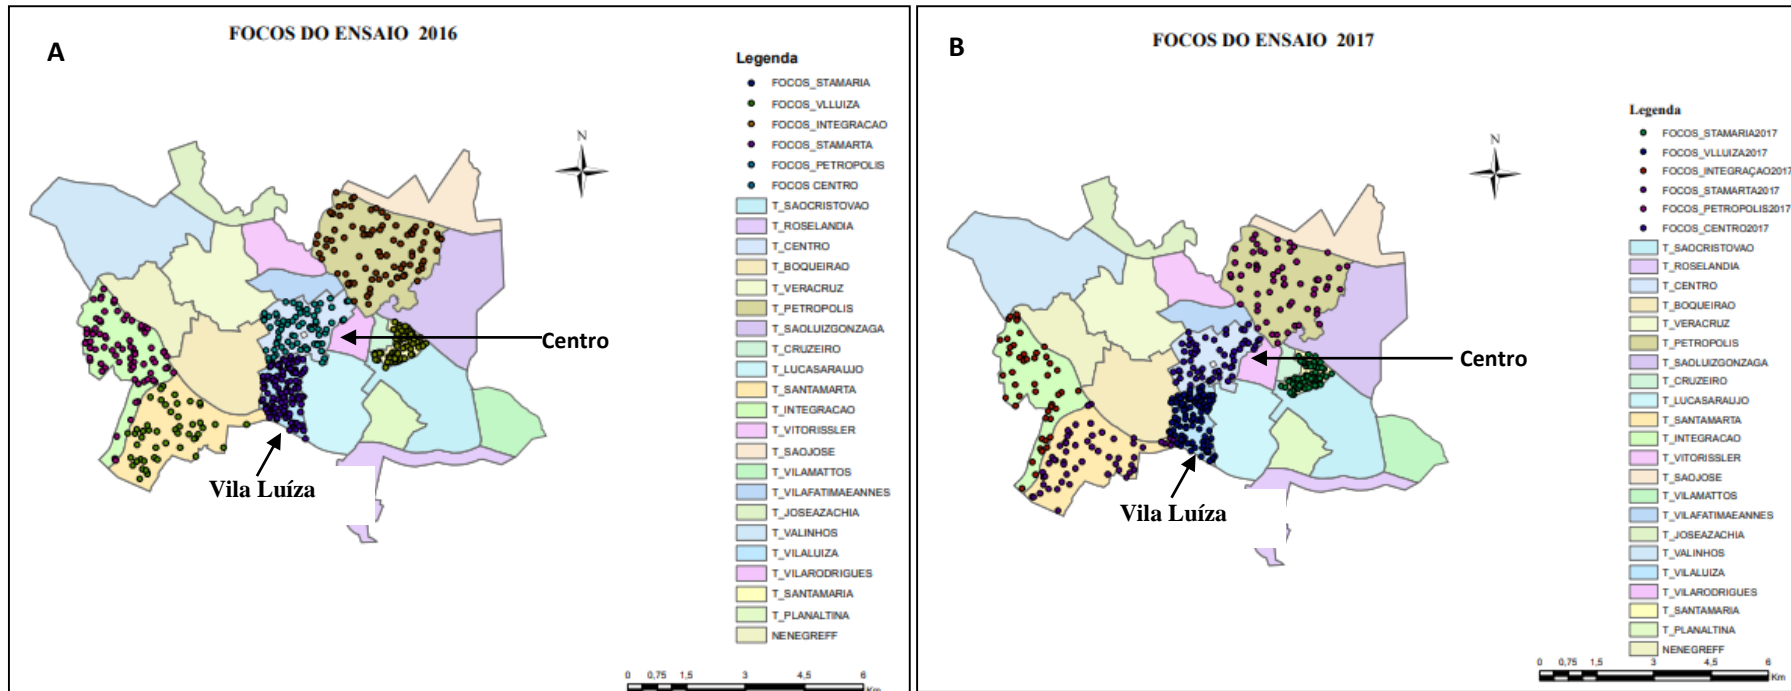 A
FOCOS DO ENSAIO 2016
Legenda
FOCOS_STAMARIA
FOCOS_VLLUIZA
FOCOS_INTEGRACAO
FOCOS_STAMARTA
FOCOS_PETROPOLIS
FOCOS CENTRO
T_SAOCRISTOVAO
T_ROSELANDIA
T_CENTRO
T_BOQUEIRAO
T_VERACRUZ
T_PETROPOLIS
T_SAOLUIZGONZAGA
T_CRUZEIRO
T_LUCASARAUJO
T_SANTAMARTA
T_INTEGRACAO
T_VITORISSLER
T_SAOJOSE
T_VILAMATTOS
T_VILAFATIMAEANNES
T_JOSEAZACHIA
T_VALINHOS
T_VILALUIZA
T_VILARODRIGUES
T_SANTAMARIA
T_PLANALTINA
NENEGREFF
N
Centro
Vila Luíza
0 0,75 1,5 3 4,5 6
Km
B
FOCOS DO ENSAIO 2017
Legenda
FOCOS_STAMARIA2017
FOCOS_VLLUIZA2017
FOCOS_INTEGRAÇAO2017
FOCOS_STAMARTA2017
FOCOS_PETROPOLIS2017
FOCOS_CENTRO2017
T_SAOCRISTOVAO
T_ROSELANDIA
T_CENTRO
T_BOQUEIRAO
T_VERACRUZ
T_PETROPOLIS
T_SAOLUIZGONZAGA
T_CRUZEIRO
T_LUCASARAUJO
T_SANTAMARTA
T_INTEGRACAO
T_VITORISSLER
T_SAOJOSE
T_VILAMATTOS
T_VILAFATIMAEANNES
T_JOSEAZACHIA
T_VALINHOS
T_VILALUIZA
T_VILARODRIGUES
T_SANTAMARIA
T_PLANALTINA
NENEGREFF
N
Centro
Vila Luíza
0 0,75 1,5 3 4,5 6
Km